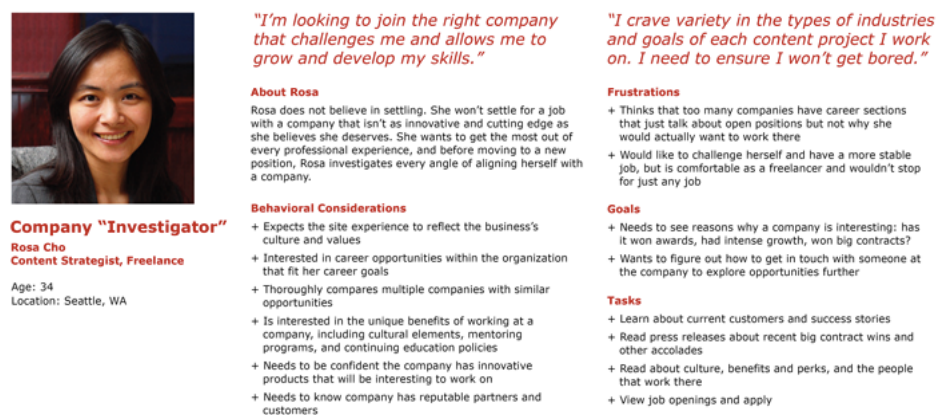 Company “Investigator”
Rosa Cho
Content Strategist, Freelance
Age: 34
Location: Seattle, WA
“I’m looking to join the right company
that challenges me and allows me to
grow and develop my skills.”
About Rosa
Rosa does not believe in settling. She won’t settle for a job
with a company that isn’t as innovative and cutting edge as
she believes she deserves. She wants to get the most out of
every professional experience, and before moving to a new
position, Rosa investigates every angle of aligning herself with
a company.
Behavioral Considerations
+ Expects the site experience to reflect the business’s
culture and values
+ Interested in career opportunities within the organization
that fit her career goals
+ Thoroughly compares multiple companies with similar
opportunities
+ Is interested in the unique benefits of working at a
company, including cultural elements, mentoring
programs, and continuing education policies
+ Needs to be confident the company has innovative
products that will be interesting to work on
+ Needs to know company has reputable partners and
customers
“I crave variety in the types of industries
and goals of each content project I work
on. I need to ensure I won’t get bored.”
Frustrations
+ Thinks that too many companies have career sections
that just talk about open positions but not why she
would actually want to work there
+ Would like to challenge herself and have a more stable
job, but is comfortable as a freelancer and wouldn’t stop
for just any job
Goals
+ Needs to see reasons why a company is interesting: has
it won awards, had intense growth, won big contracts?
+ Wants to figure out how to get in touch with someone at
the company to explore opportunities further
Tasks
+ Learn about current customers and success stories
+ Read press releases about recent big contract wins and
other accolades
+ Read about culture, benefits and perks, and the people
that work there
+ View job openings and apply